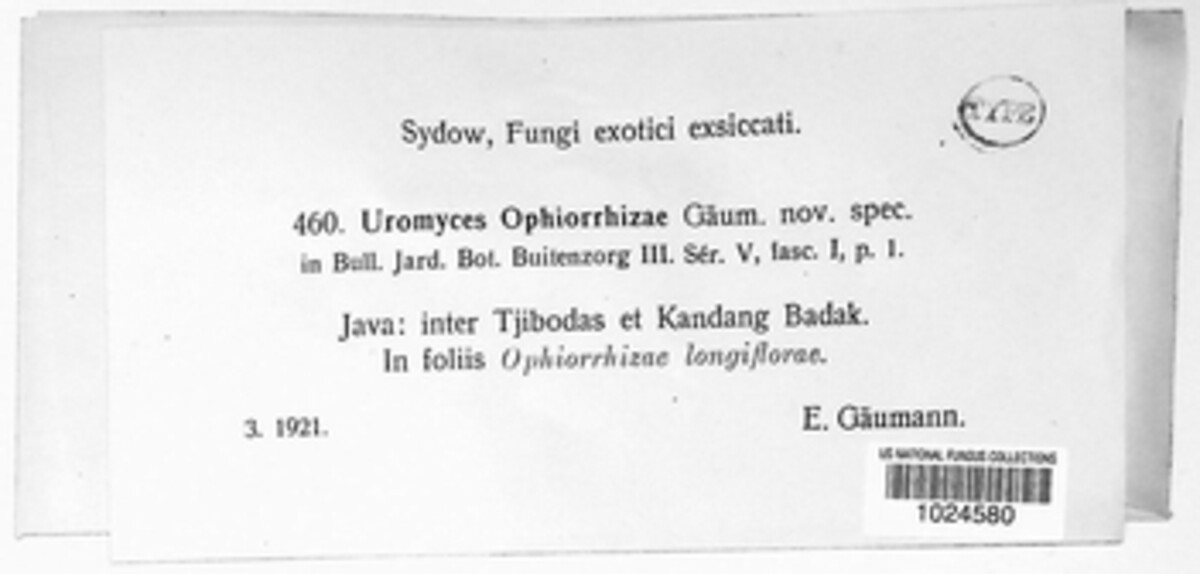 Sydow, Fungi exotici exsiccati.
460. Uromyces Ophiorrhizae Gäum. nov. spec.
in Bull. Jard. Bot. Buitenzorg III. Sér. V, fasc. I, p. 1.
Java: inter Tjibodas et Kandang Badak.
In foliis Ophiorrhizae longiflorae.
3. 1921.
E. Gäumann.
US NATIONAL FUNGUS COLLECTIONS
1024580